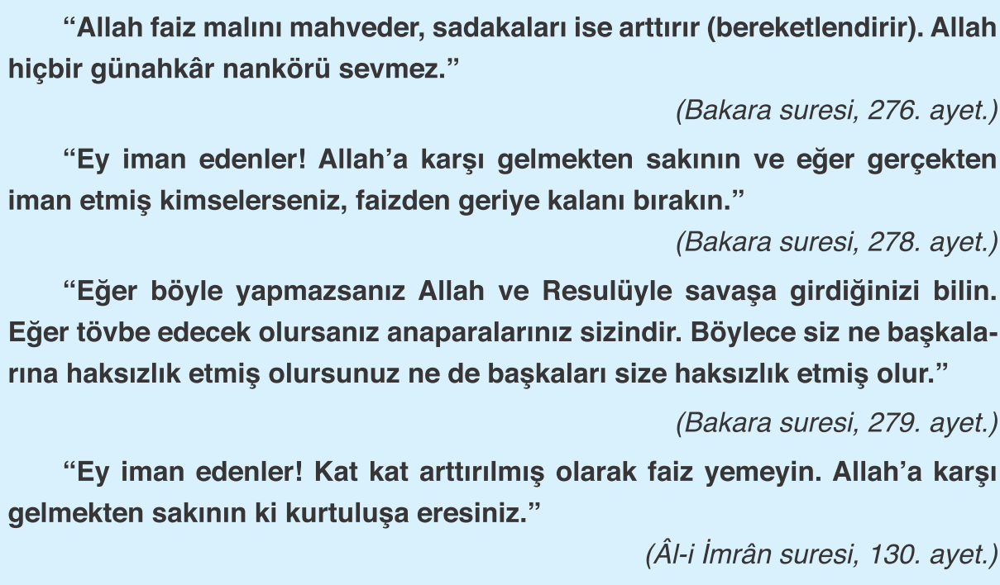 “Allah faiz malını mahveder, sadakaları ise arttırır (bereketlendirir). Allah
hiçbir günahkâr nankörü sevmez.”
(Bakara suresi, 276. ayet.)
“Ey iman edenler! Allah’a karşı gelmekten sakının ve eğer gerçekten
iman etmiş kimselerseniz, faizden geriye kalanı bırakın.”
(Bakara suresi, 278. ayet.)
“Eğer böyle yapmazsanız Allah ve Resulüyle savaşa girdiğinizi bilin.
Eğer tövbe edecek olursanız anaparalarınız sizindir. Böylece siz ne başkala-
rına haksızlık etmiş olursunuz ne de başkaları size haksızlık etmiş olur.”
(Bakara suresi, 279. ayet.)
“Ey iman edenler! Kat kat arttırılmış olarak faiz yemeyin. Allah’a karşı
gelmekten sakının ki kurtuluşa eresiniz.”
(Âl-i İmrân suresi, 130. ayet.)